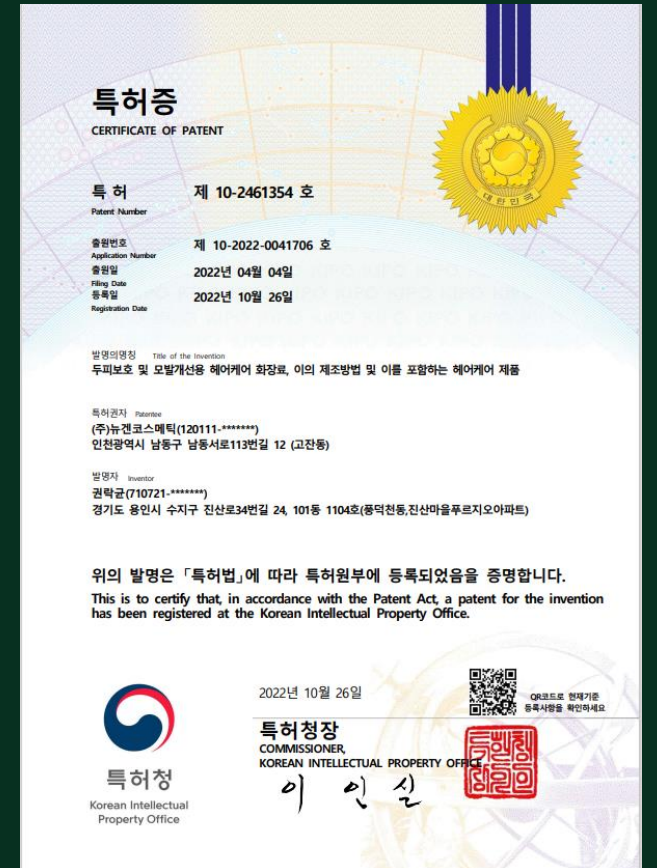 특허증
CERTIFICATE OF PATENT
특 허 제 10-2461354 호
Patent Number
출원번호 제 10-2022-0041706 호
Application Number
출원일 2022년 04월 04일
Filing Date
등록일 2022년 10월 26일
Registration Date
발명의명칭 Title of the Invention
두피보호 및 모발개선용 헤어케어 화장료, 이의 제조방법 및 이를 포함하는 헤어케어 제품
특허권자 Patentee
(주)뉴겐코스메틱(120111-*******)
인천광역시 남동구 남동서로113번길 12 (고잔동)
발명자 Inventor
권락균(710721-*******)
경기도 용인시 수지구 진산로34번길 24, 101동 1104호(풍덕천동,진산마을푸르지오아파트)
위의 발명은 「특허법」에 따라 특허원부에 등록되었음을 증명합니다.
This is to certify that, in accordance with the Patent Act, a patent for the invention
has been registered at the Korean Intellectual Property Office.
2022년 10월 26일
QR코드로 현재기준
등록사항을 확인하세요
특허청장
COMMISSIONER,
KOREAN INTELLECTUAL PROPERTY OFFICE
이 인 실
특허청
Korean Intellectual
Property Office
대한민국